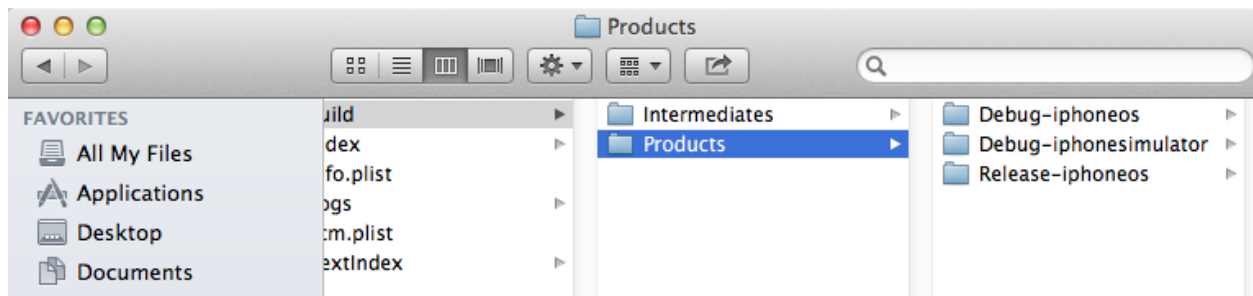 Products
FAVORITES
All My Files
Applications
Desktop
Documents
uild
dex
fo.plist
ogs
m.plist
extIndex
Intermediates
Products
Debug-iphoneos
Debug-iphonesimulator
Release-iphoneos